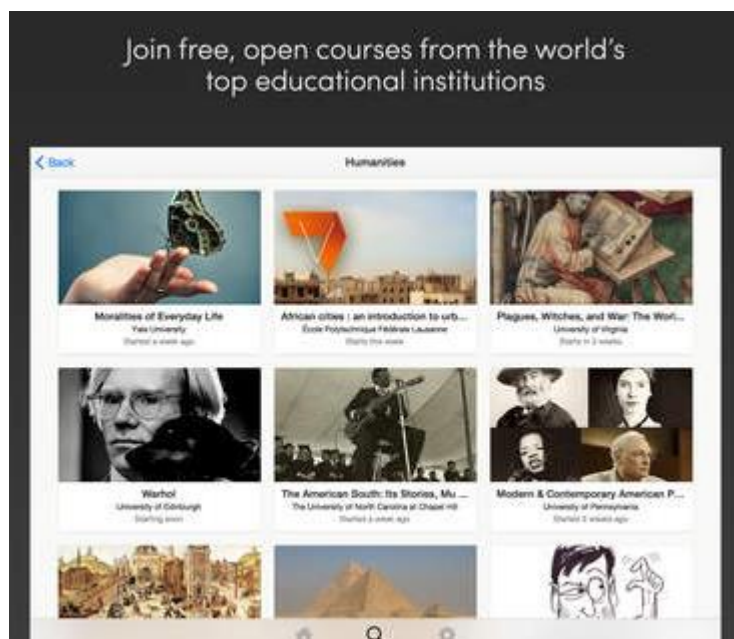 Join free, open courses from the world's
top educational institutions
Back
Humanities
Moralities of Everyday Life
Yale University
Started a week ago
African cities : an introduction to urb...
École Polytechnique Fédérale Lausanne
Starts this week
Plagues, Witches, and War: The Worl...
University of Virginia
Starts in 2 weeks
Warhol
University of Edinburgh
Starting soon
The American South: Its Stories, Mu ...
The University of North Carolina at Chapel Hill
Started a week ago
Modern & Contemporary American P...
University of Pennsylvania
Started 2 weeks ago